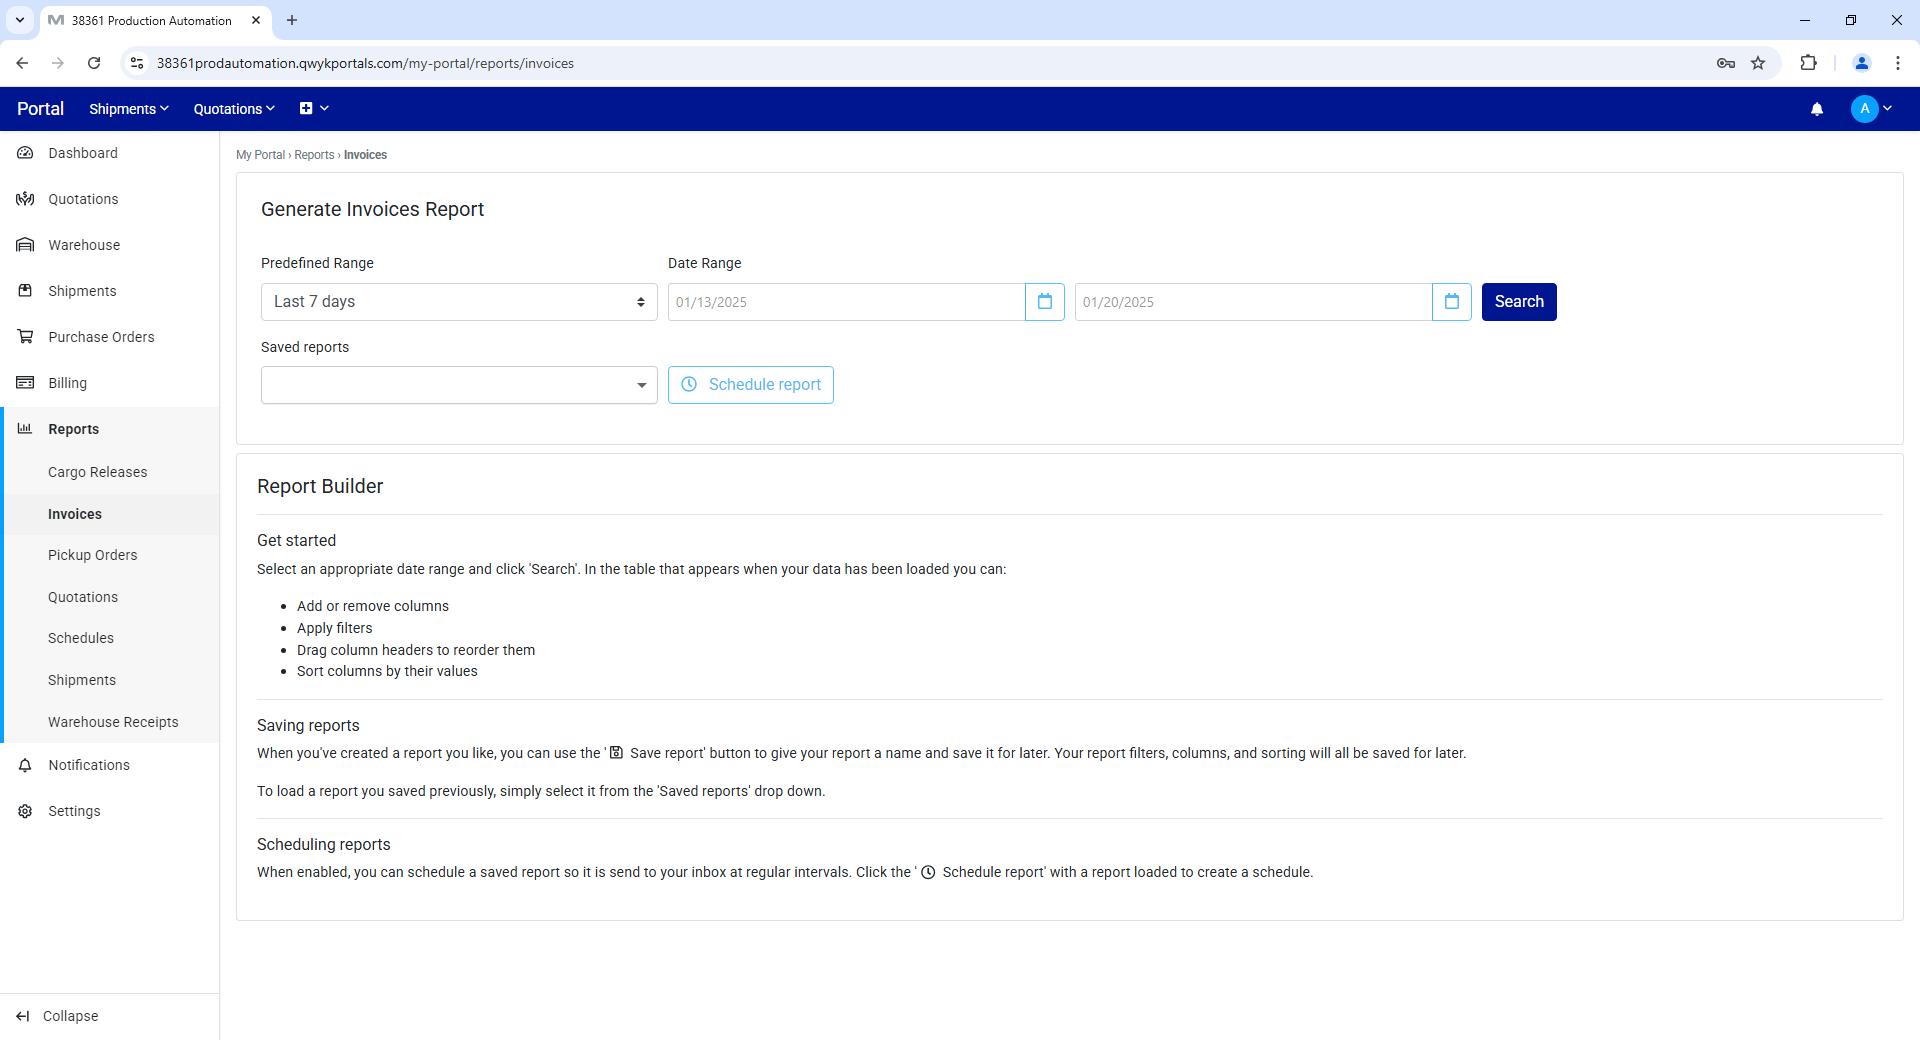 38361 Production Automation
38361prodautomation.qwykportals.com/my-portal/reports/invoices
Portal Shipments Quotations A
Dashboard
Quotations
Warehouse
Shipments
Purchase Orders
Billing
Reports
Cargo Releases
Invoices
Pickup Orders
Quotations
Schedules
Shipments
Warehouse Receipts
Notifications
Settings
Collapse
My Portal › Reports › Invoices
Generate Invoices Report
Predefined Range Date Range
Last 7 days 01/13/2025 01/20/2025 Search
Saved reports
Schedule report
Report Builder
Get started
Select an appropriate date range and click 'Search'. In the table that appears when your data has been loaded you can:
• Add or remove columns
• Apply filters
• Drag column headers to reorder them
• Sort columns by their values
Saving reports
When you've created a report you like, you can use the ' Save report' button to give your report a name and save it for later. Your report filters, columns, and sorting will all be saved for later.
To load a report you saved previously, simply select it from the 'Saved reports' drop down.
Scheduling reports
When enabled, you can schedule a saved report so it is send to your inbox at regular intervals. Click the ' Schedule report' with a report loaded to create a schedule.